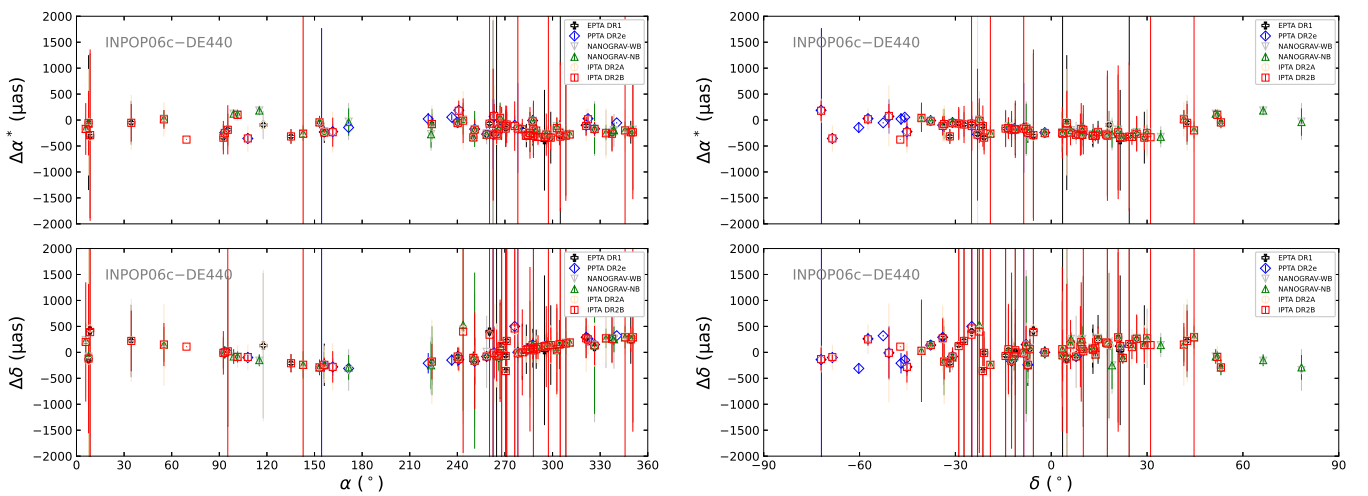 2000
1500
1000
500
0
−500
−1000
−1500
−2000
Δα* (μas)
INPOP06c−DE440
EPTA DR1
PPTA DR2e
NANOGRAV-WB
NANOGRAV-NB
IPTA DR2A
IPTA DR2B
2000
1500
1000
500
0
−500
−1000
−1500
−2000
Δα* (μas)
INPOP06c−DE440
EPTA DR1
PPTA DR2e
NANOGRAV-WB
NANOGRAV-NB
IPTA DR2A
IPTA DR2B
2000
1500
1000
500
0
−500
−1000
−1500
−2000
Δδ (μas)
INPOP06c−DE440
EPTA DR1
PPTA DR2e
NANOGRAV-WB
NANOGRAV-NB
IPTA DR2A
IPTA DR2B
0 30 60 90 120 150 180 210 240 270 300 330 360
α (°)
2000
1500
1000
500
0
−500
−1000
−1500
−2000
Δδ (μas)
INPOP06c−DE440
EPTA DR1
PPTA DR2e
NANOGRAV-WB
NANOGRAV-NB
IPTA DR2A
IPTA DR2B
−90 −60 −30 0 30 60 90
δ (°)